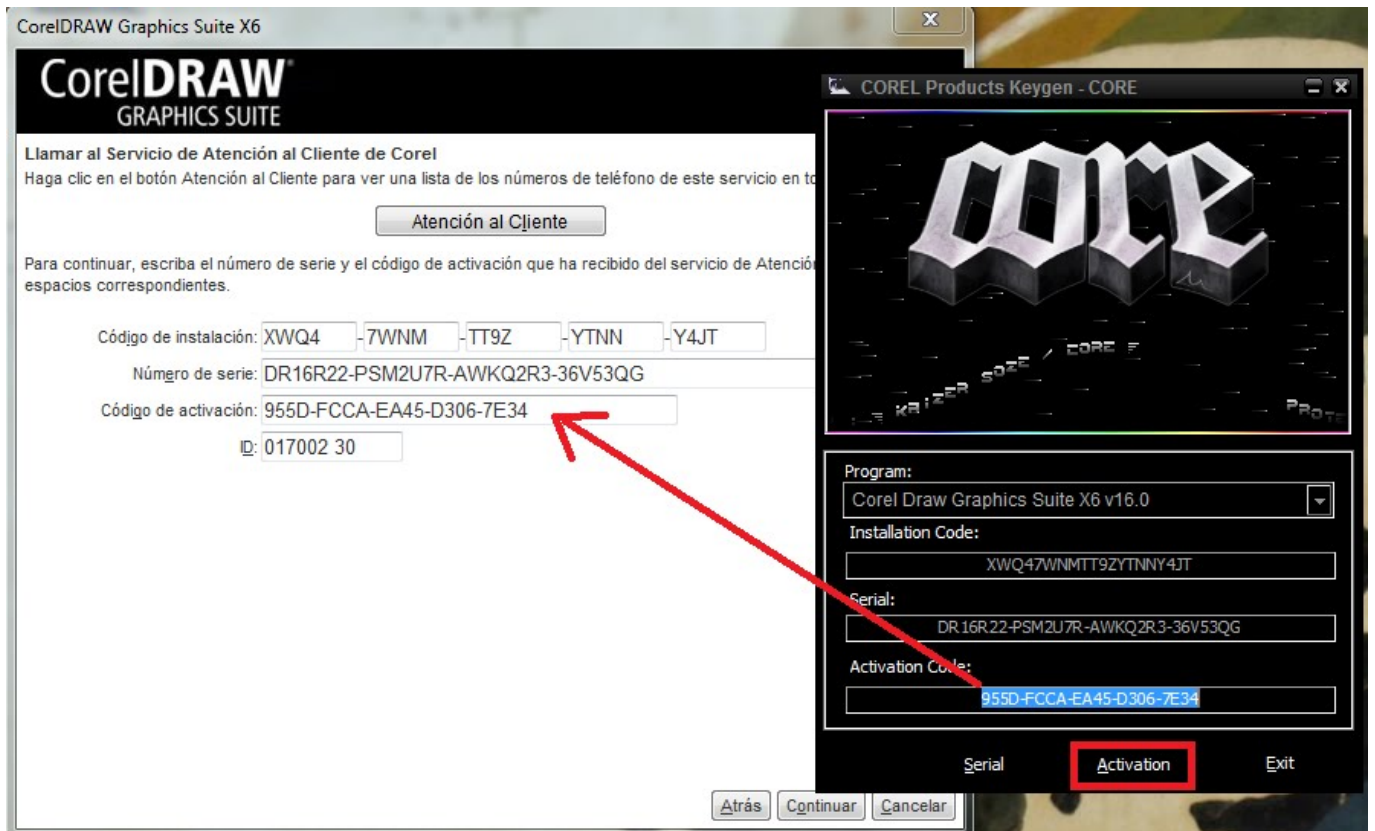 CorelDRAW Graphics Suite X6
CorelDRAW
GRAPHICS SUITE
Llamar al Servicio de Atención al Cliente de Corel
Haga clic en el botón Atención al Cliente para ver una lista de los números de teléfono de este servicio en
Atención al Cliente
Para continuar, escriba el número de serie y el código de activación que ha recibido del servicio de Atención
espacios correspondientes.
Código de instalación: XWQ4 -7WNM -TT9Z -YTNN -Y4JT
Número de serie: DR16R22-PSM2U7R-AWKQ2R3-36V53QG
Código de activación: 955D-FCCA-EA45-D306-7E34
ID: 017002 30
Atrás Continuar Cancelar
COREL Products Keygen - CORE
core
KAIZER SOZE / CORE
Program:
Corel Draw Graphics Suite X6 v16.0
Installation Code:
XWQ47WNMTT9ZYTNNY4JT
Serial:
DR16R22-PSM2U7R-AWKQ2R3-36V53QG
Activation Code:
955D-FCCA-EA45-D306-7E34
Serial Activation Exit